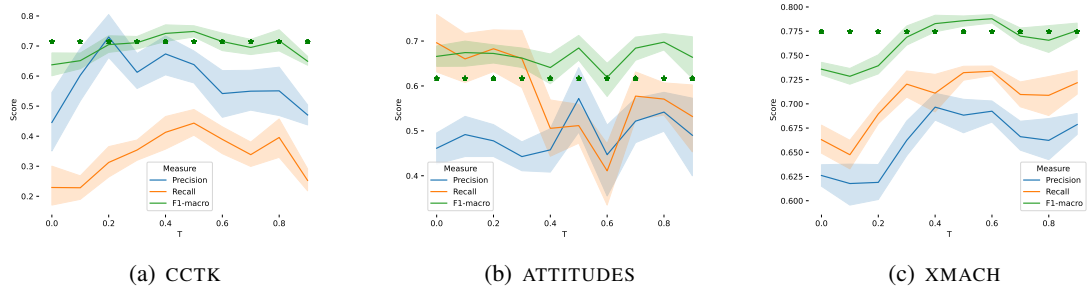 0.8
0.7
0.6
0.5
0.4
0.3
0.2
Score
0.0 0.2 0.4 0.6 0.8
T
Measure
Precision
Recall
F1-macro
(a) CCTK
0.7
0.6
0.5
0.4
Score
0.0 0.2 0.4 0.6 0.8
T
Measure
Precision
Recall
F1-macro
(b) ATTITUDES
0.800
0.775
0.750
0.725
0.700
0.675
0.650
0.625
0.600
Score
0.0 0.2 0.4 0.6 0.8
T
Measure
Precision
Recall
F1-macro
(c) XMACH